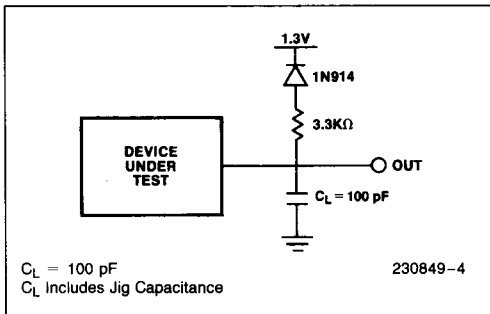 1.3V
1N914
3.3KΩ
DEVICE
UNDER
TEST
OUT
C_L = 100 pF
C_L = 100 pF
C_L Includes Jig Capacitance
230849-4